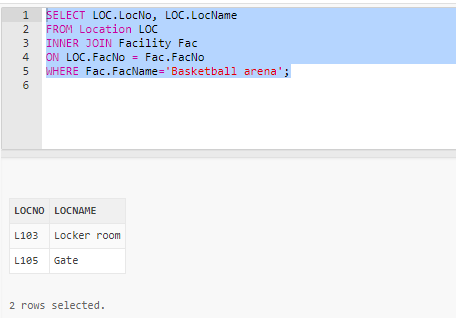 1 SELECT LOC.LocNo, LOC.LocName
2 FROM Location LOC
3 INNER JOIN Facility Fac
4 ON LOC.FacNo = Fac.FacNo
5 WHERE Fac.FacName='Basketball arena';
6
LOCNO LOCNAME
L103 Locker room
L105 Gate
2 rows selected.